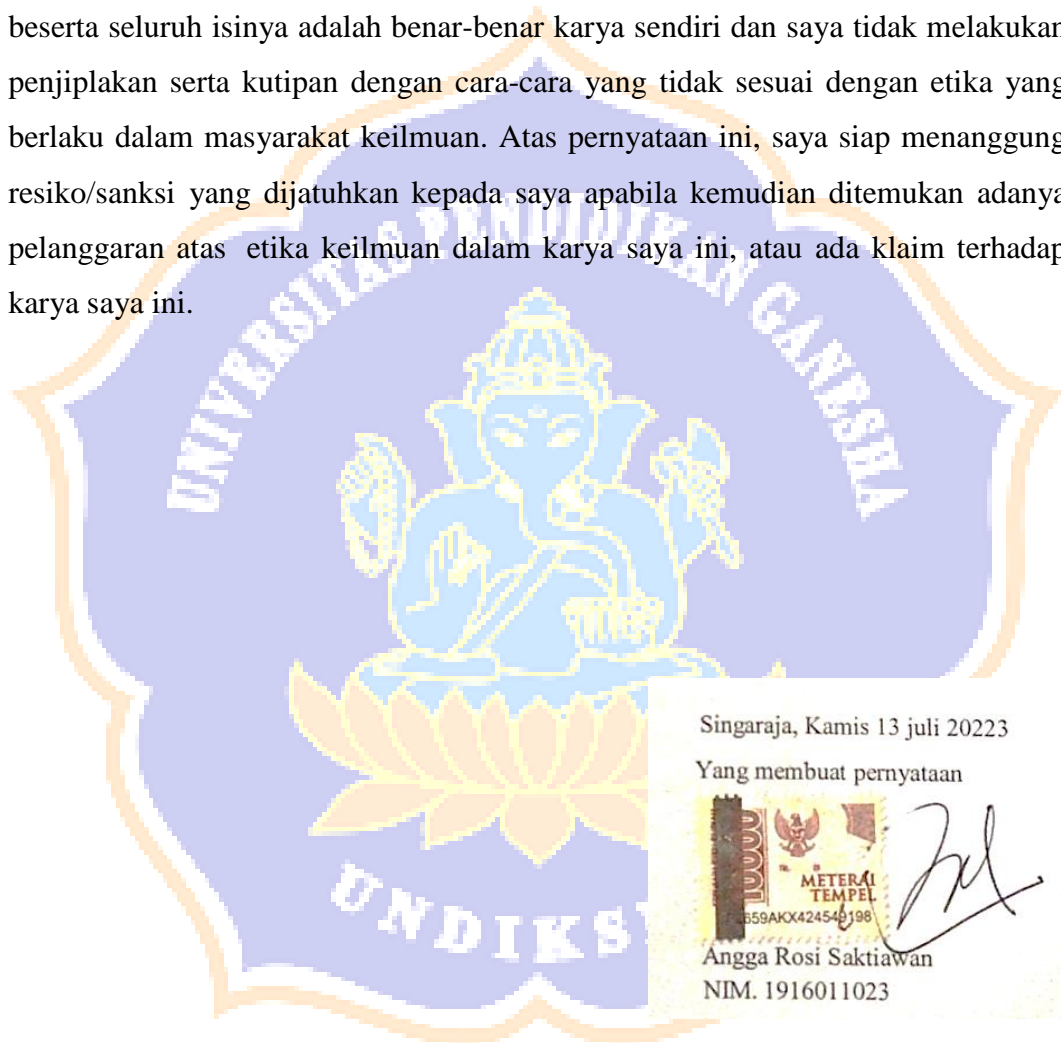 beserta seluruh isinya adalah benar-benar karya sendiri dan saya tidak melakukan
penjiplakan serta kutipan dengan cara-cara yang tidak sesuai dengan etika yang
berlaku dalam masyarakat keilmuan. Atas pernyataan ini, saya siap menanggung
resiko/sanksi yang dijatuhkan kepada saya apabila kemudian ditemukan adanya
pelanggaran atas etika keilmuan dalam karya saya ini, atau ada klaim terhadap
karya saya ini.
UNIVERSITAS PENDIDIKAN GANESHA
Singaraja, Kamis 13 juli 20223
Yang membuat pernyataan
10000
METERAI
TEMPEL
659AKX424549198
Angga Rosi Saktiawan
NIM. 1916011023
UNDIKS